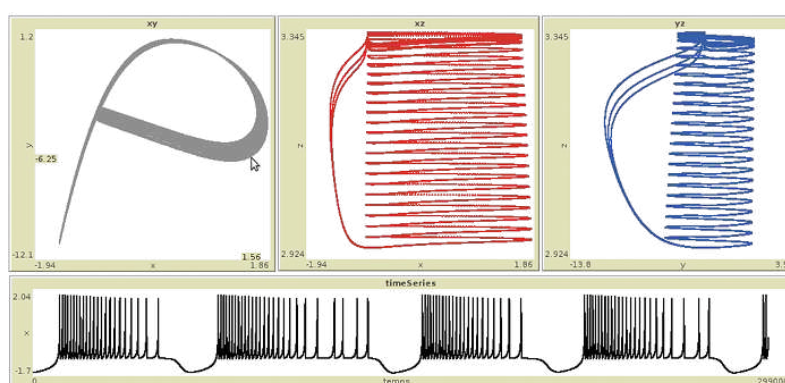 xy
1.2
y
-6.25
-12.1
1.56
-1.94
x
1.86
xz
3.345
z
2.924
-1.94
x
1.86
yz
3.345
z
2.924
-13.8
y
timeSeries
2.04
x
-1.7
0
temps